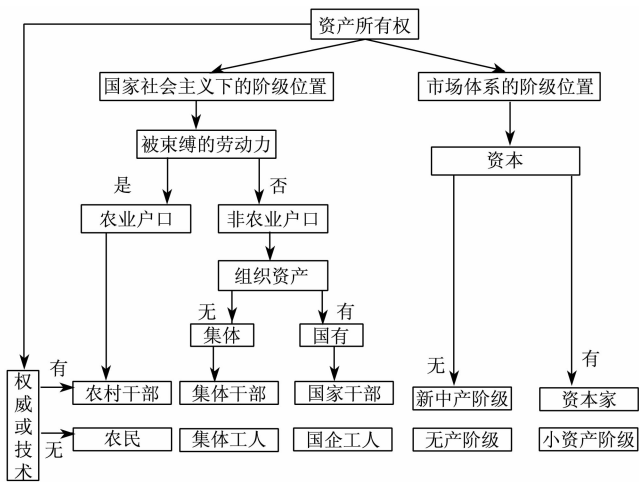 资产所有权
国家社会主义下的阶级位置
市场体系的阶级位置
被束缚的劳动力
资本
是
否
农业户口
非农业户口
组织资产
无
有
集体
国有
无
有
权威或技术
有
农村干部
集体干部
国家干部
新中产阶级
资本家
无
农民
集体工人
国企工人
无产阶级
小资产阶级